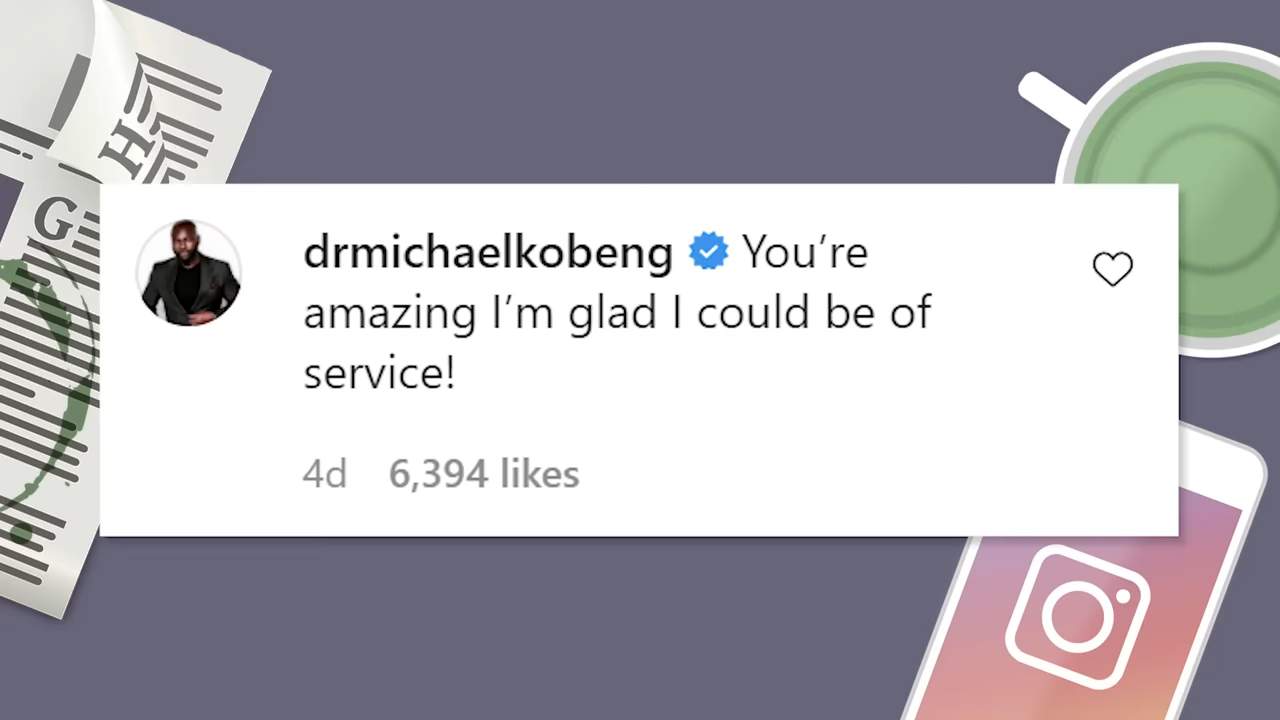 H
G
drmichaelkobeng You’re
amazing I’m glad I could be of
service!
4d 6,394 likes